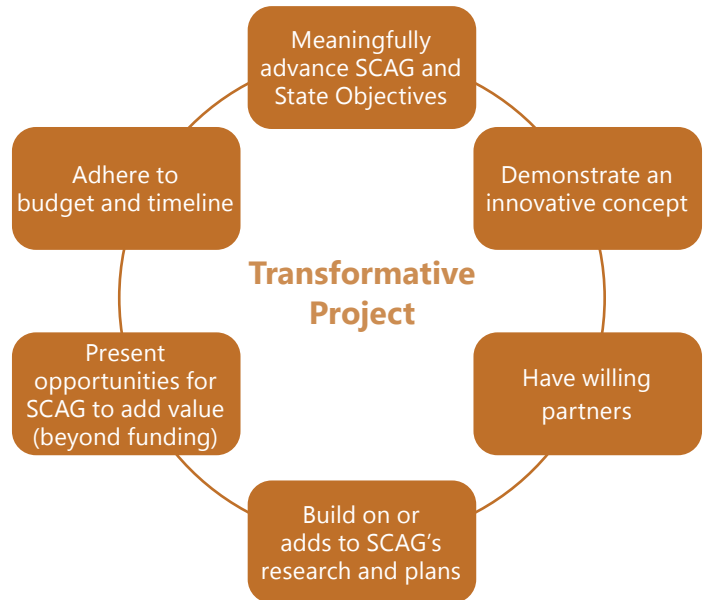 Meaningfully
advance SCAG and
State Objectives
Demonstrate an
innovative concept
Have willing
partners
Build on or
adds to SCAG’s
research and plans
Present
opportunities for
SCAG to add value
(beyond funding)
Adhere to
budget and timeline
Transformative
Project